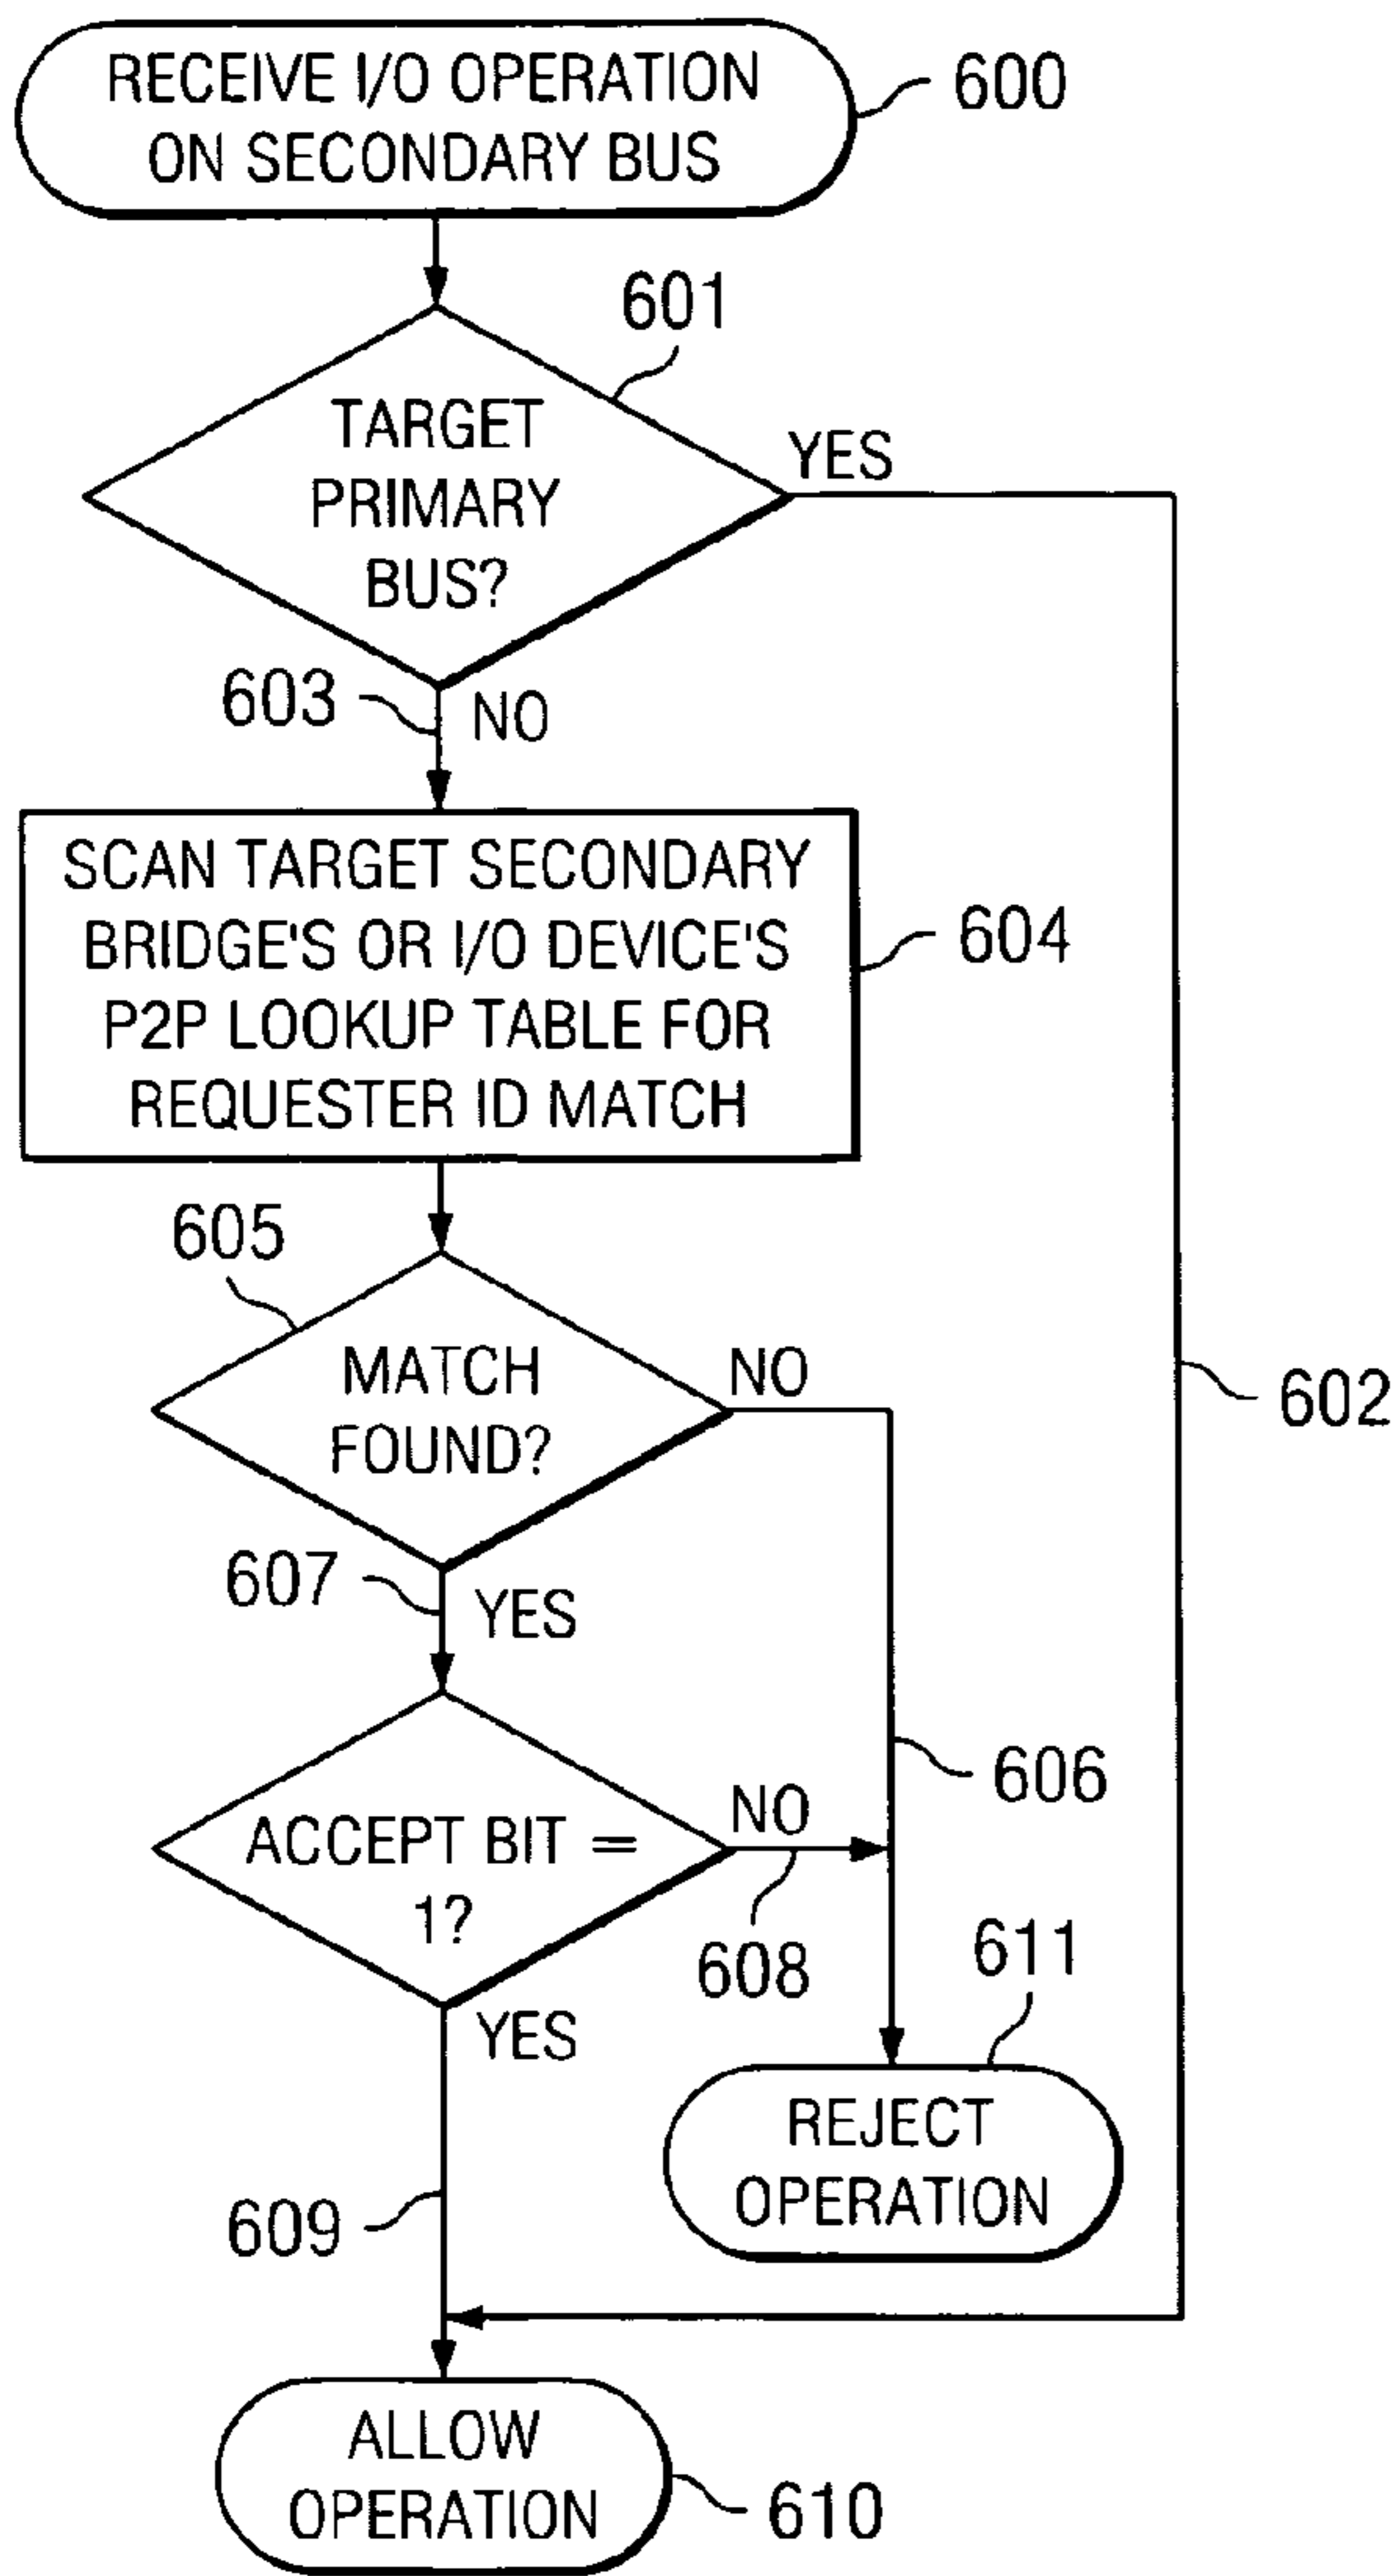 RECEIVE I/O OPERATION
ON SECONDARY BUS
600
601
TARGET
PRIMARY
BUS?
YES
603
NO
SCAN TARGET SECONDARY
BRIDGE'S OR I/O DEVICE'S
P2P LOOKUP TABLE FOR
REQUESTER ID MATCH
604
605
MATCH
FOUND?
NO
602
607
YES
606
ACCEPT BIT =
1?
NO
608
611
YES
REJECT
OPERATION
609
ALLOW
OPERATION
610